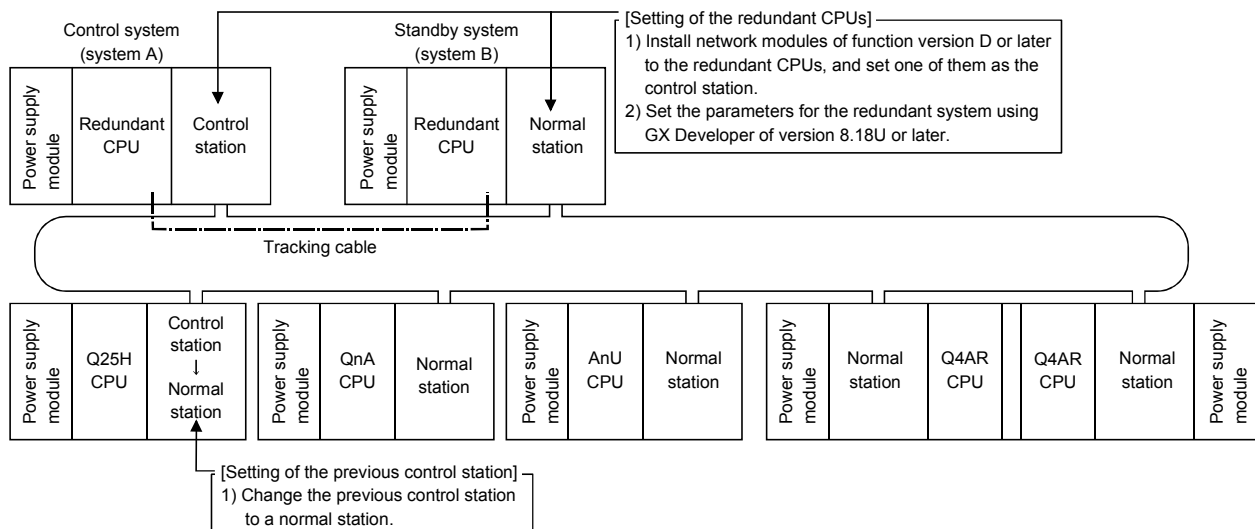 Control system
(system A)
Standby system
(system B)
[Setting of the redundant CPUs]
1) Install network modules of function version D or later
to the redundant CPUs, and set one of them as the
control station.
2) Set the parameters for the redundant system using
GX Developer of version 8.18U or later.
Power supply
module
Redundant
CPU
Control
station
Power supply
module
Redundant
CPU
Normal
station
Tracking cable
Power supply
module
Q25H
CPU
Control
station
↓
Normal
station
Power supply
module
QnA
CPU
Normal
station
Power supply
module
AnU
CPU
Normal
station
Power supply
module
Normal
station
Q4AR
CPU
Q4AR
CPU
Normal
station
Power supply
module
[Setting of the previous control station]
1) Change the previous control station
to a normal station.